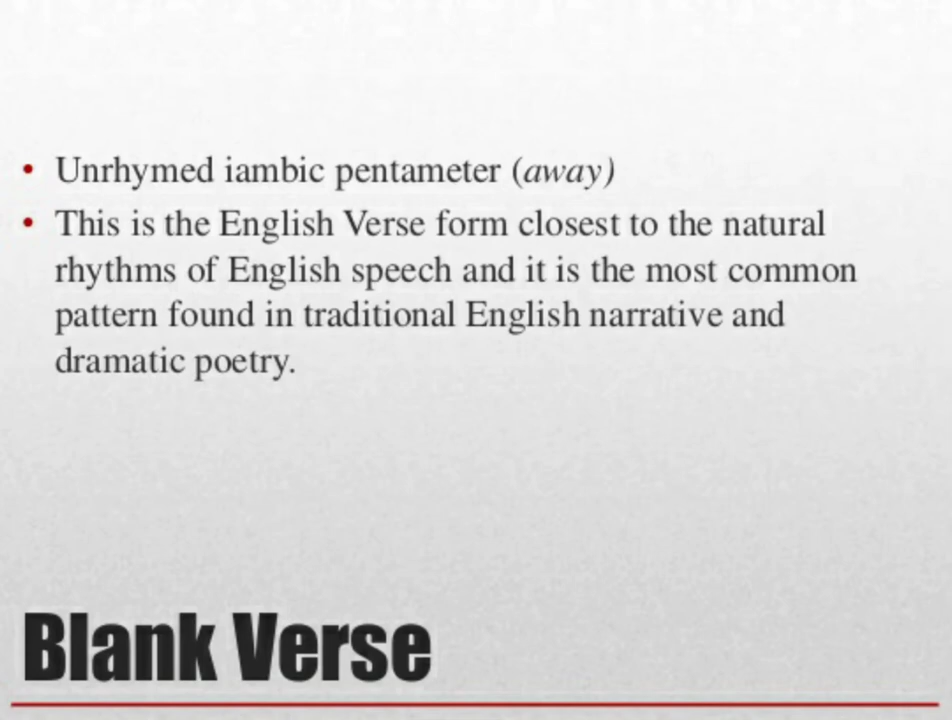 • Unrhymed iambic pentameter (away)
• This is the English Verse form closest to the natural
rhythms of English speech and it is the most common
pattern found in traditional English narrative and
dramatic poetry.
Blank Verse